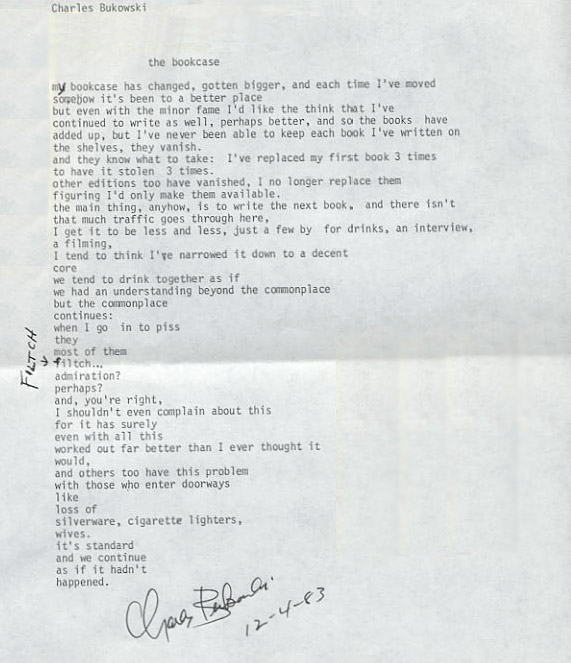 Charles Bukowski
the bookcase
my bookcase has changed, gotten bigger, and each time I've moved
somehow it's been to a better place
but even with the minor fame I'd like the think that I've
continued to write as well, perhaps better, and so the books have
added up, but I've never been able to keep each book I've written on
the shelves, they vanish.
and they know what to take: I've replaced my first book 3 times
to have it stolen 3 times.
other editions too have vanished, I no longer replace them
figuring I'd only make them available.
the main thing, anyhow, is to write the next book. and there isn't
that much traffic goes through here,
I get it to be less and less, just a few by for drinks, an interview,
a filming,
I tend to think I've narrowed it down to a decent
core
we tend to drink together as if
we had an understanding beyond the commonplace
but the commonplace
continues:
when I go in to piss
they
most of them
FILTCH → filtch...
admiration?
perhaps?
and, you're right,
I shouldn't even complain about this
for it has surely
even with all this
worked out far better than I ever thought it
would,
and others too have this problem
with those who enter doorways
like
loss of
silverware, cigarette lighters,
wives.
it's standard
and we continue
as if it hadn't
happened.
Charles Bukowski
12-4-83